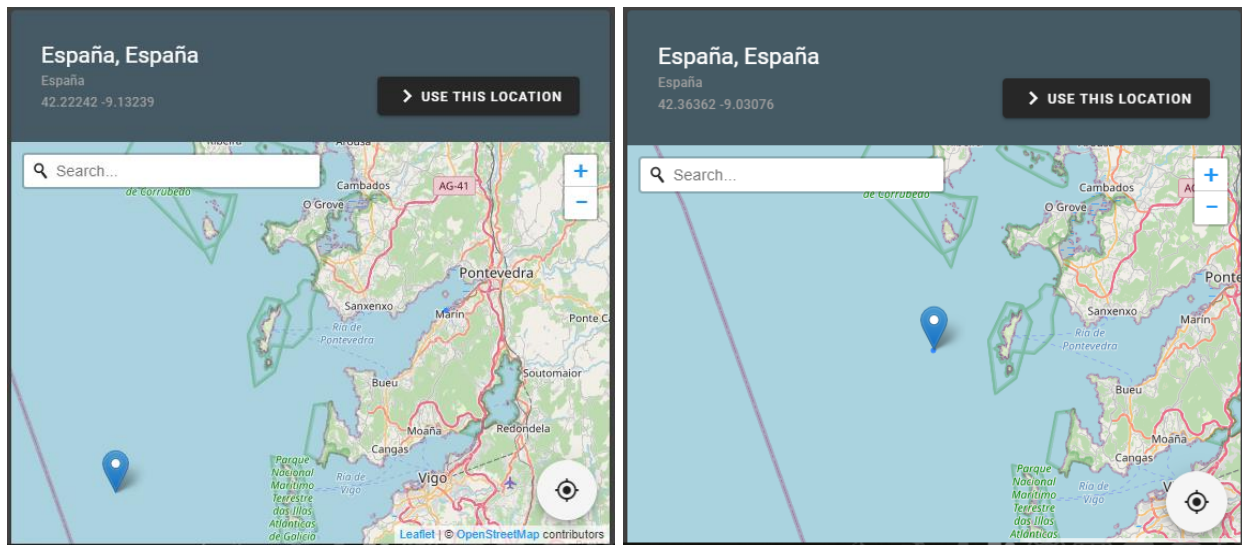 España, España
España
42.22242 -9.13239
USE THIS LOCATION
Search...
+
−
de Corrubedo
Cambados
AG-41
O Grove
Pontevedra
Sanxenxo
Marín
Ría de
Pontevedra
Ponte C
Bueu
Soutomaior
Moaña
Redondela
Cangas
Parque
Nacional
Marítimo
Terrestre
das Illas
Atlánticas
de Galicia
Ría de
Vigo
Vigo
Leaflet | © OpenStreetMap contributors
España, España
España
42.36362 -9.03076
USE THIS LOCATION
Search...
+
−
de Corrubedo
Cambados
O Grove
Ponte
Sanxenxo
Marín
Ría de
Pontevedra
Bueu
Moaña
Cangas
Parque
Nacional
Marítimo
Terrestre
das Illas
Atlánticas
Ría de
Vigo